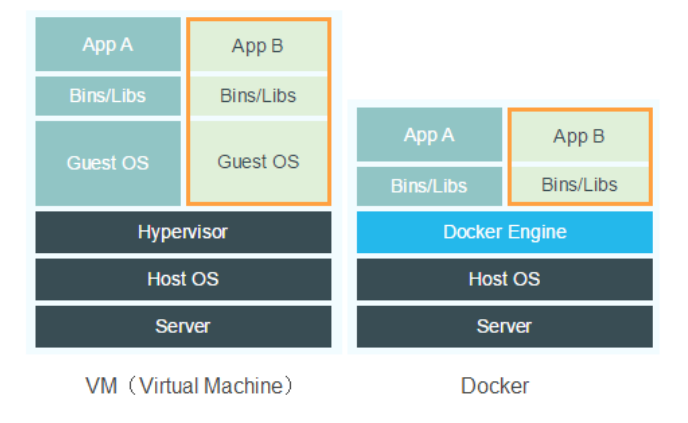 App A
App B
Bins/Libs
Bins/Libs
Guest OS
Guest OS
Hypervisor
Host OS
Server
VM（Virtual Machine）
App A
App B
Bins/Libs
Bins/Libs
Docker Engine
Host OS
Server
Docker